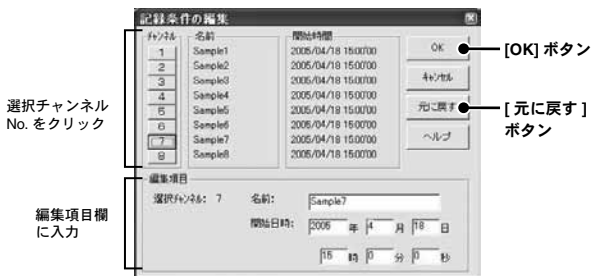 記録条件の編集
ﾁｬﾝﾈﾙ 名前 開始時間
1 Sample1 2005/04/18 15:00'00
2 Sample2 2005/04/18 15:00'00
3 Sample3 2005/04/18 15:00'00
4 Sample4 2005/04/18 15:00'00
5 Sample5 2005/04/18 15:00'00
6 Sample6 2005/04/18 15:00'00
7 Sample7 2005/04/18 15:00'00
8 Sample8 2005/04/18 15:00'00
OK
ｷｬﾝｾﾙ
元に戻す
ヘルプ
[OK] ボタン
[ 元に戻す ]
ボタン
選択チャンネル
No. をクリック
編集項目
選択ﾁｬﾝﾈﾙ: 7 名前: Sample7
開始日時: 2005 年 4 月 18 日
15 時 0 分 0 秒
編集項目欄
に入力